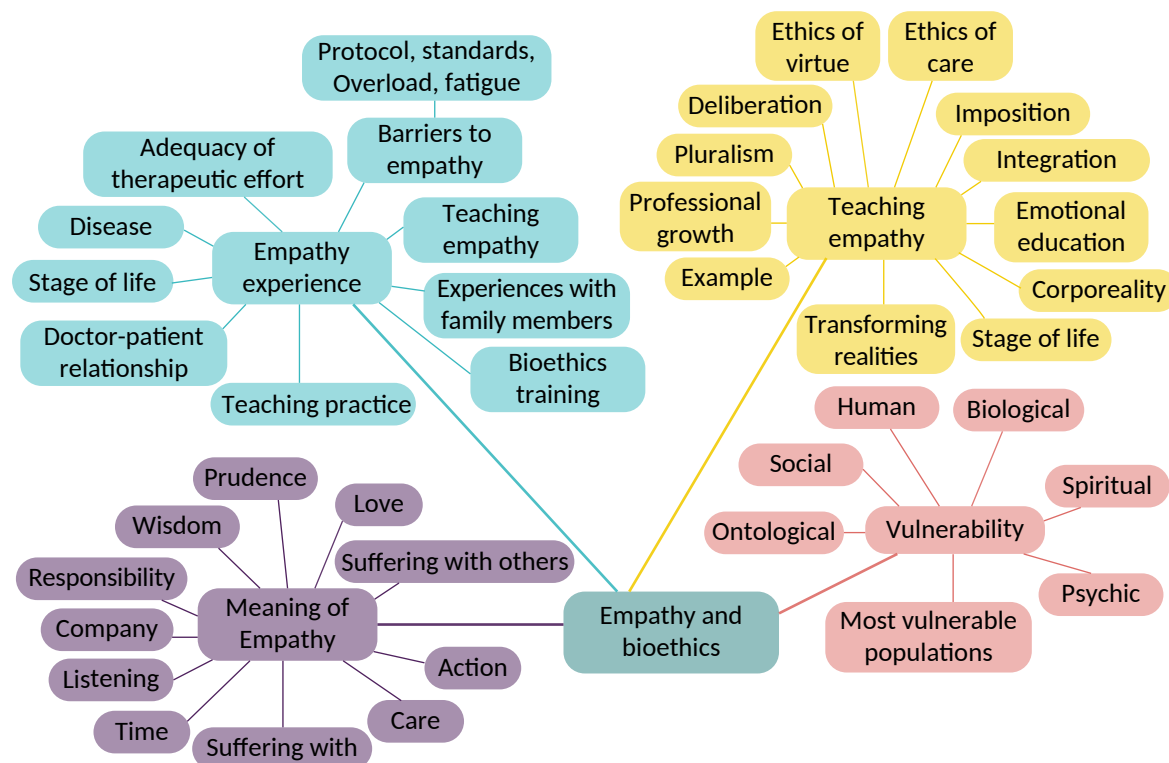 Protocol, standards,
Overload, fatigue
Barriers to
empathy
Adequacy of
therapeutic effort
Disease
Stage of life
Doctor-patient
relationship
Teaching practice
Empathy
experience
Teaching
empathy
Experiences with
family members
Bioethics
training
Ethics of
virtue
Ethics of
care
Deliberation
Pluralism
Professional
growth
Example
Teaching
empathy
Imposition
Integration
Emotional
education
Corporeality
Stage of life
Transforming
realities
Human
Biological
Social
Spiritual
Ontological
Vulnerability
Psychic
Most vulnerable
populations
Prudence
Love
Wisdom
Suffering with others
Responsibility
Meaning of
Empathy
Company
Listening
Action
Time
Care
Suffering with
Empathy and
bioethics